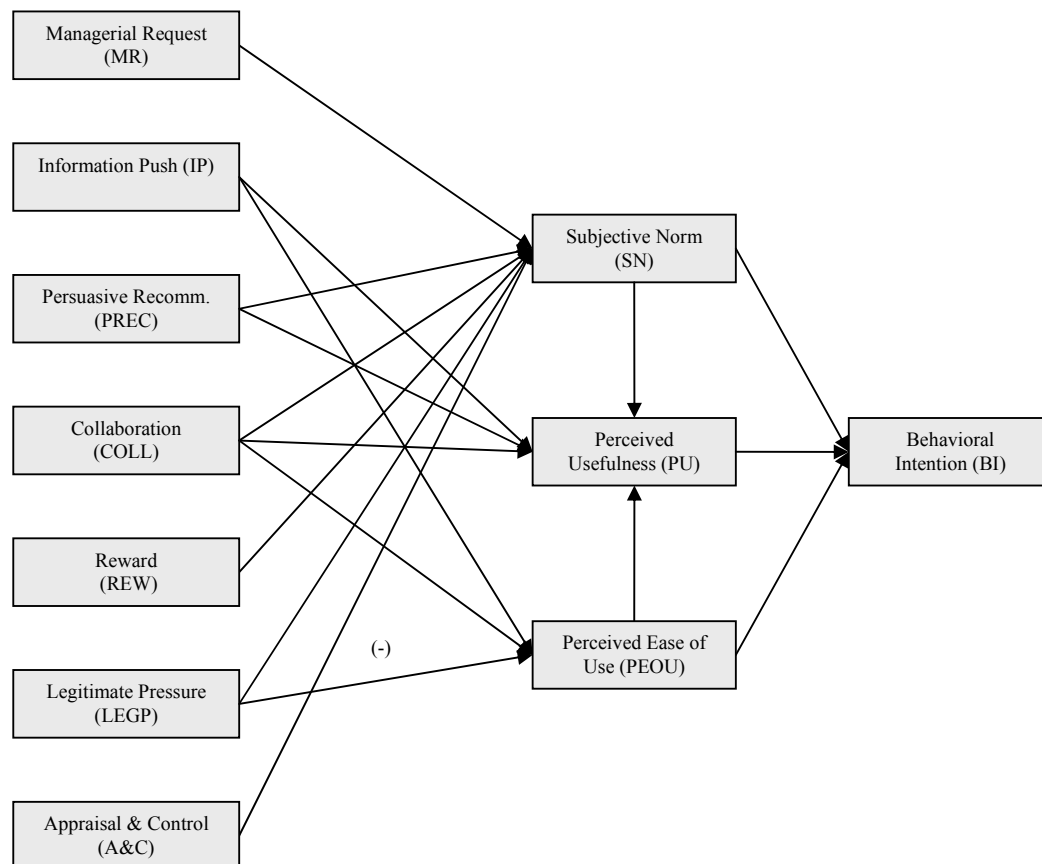 Managerial Request
(MR)
Information Push (IP)
Persuasive Recomm.
(PREC)
Collaboration
(COLL)
Reward
(REW)
Legitimate Pressure
(LEGP)
Appraisal & Control
(A&C)
(-)
Subjective Norm
(SN)
Perceived
Usefulness (PU)
Perceived Ease of
Use (PEOU)
Behavioral
Intention (BI)